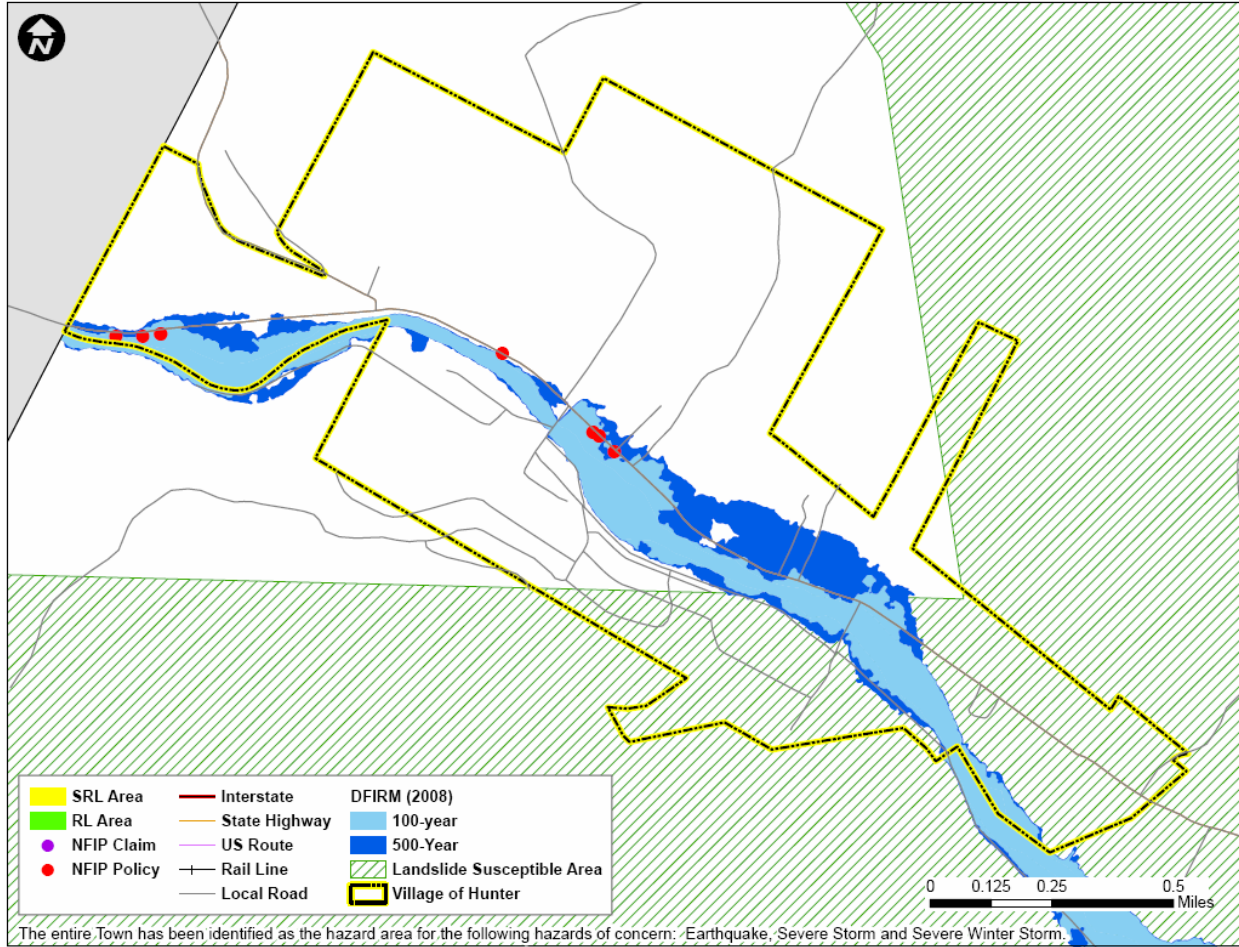 N
SRL Area
RL Area
NFIP Claim
NFIP Policy
Interstate
State Highway
US Route
Rail Line
Local Road
DFIRM (2008)
100-year
500-Year
Landslide Susceptible Area
Village of Hunter
0 0.125 0.25 0.5
Miles
The entire Town has been identified as the hazard area for the following hazards of concern: Earthquake, Severe Storm and Severe Winter Storm.